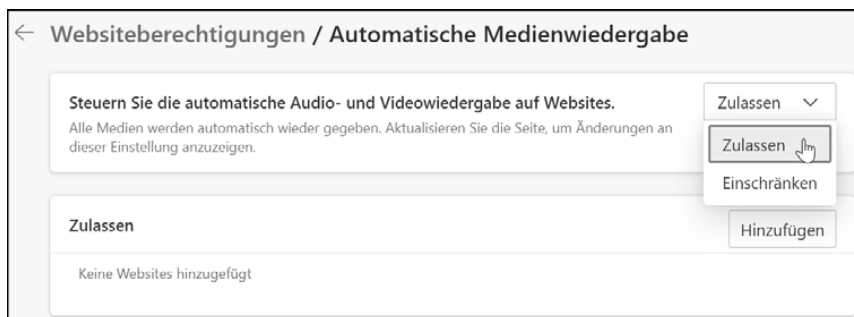 Websiteberechtigungen / Automatische Medienwiedergabe
Steuern Sie die automatische Audio- und Videowiedergabe auf Websites.
Zulassen
Alle Medien werden automatisch wieder gegeben. Aktualisieren Sie die Seite, um Änderungen an
dieser Einstellung anzuzeigen.
Zulassen
Einschränken
Zulassen
Hinzufügen
Keine Websites hinzugefügt